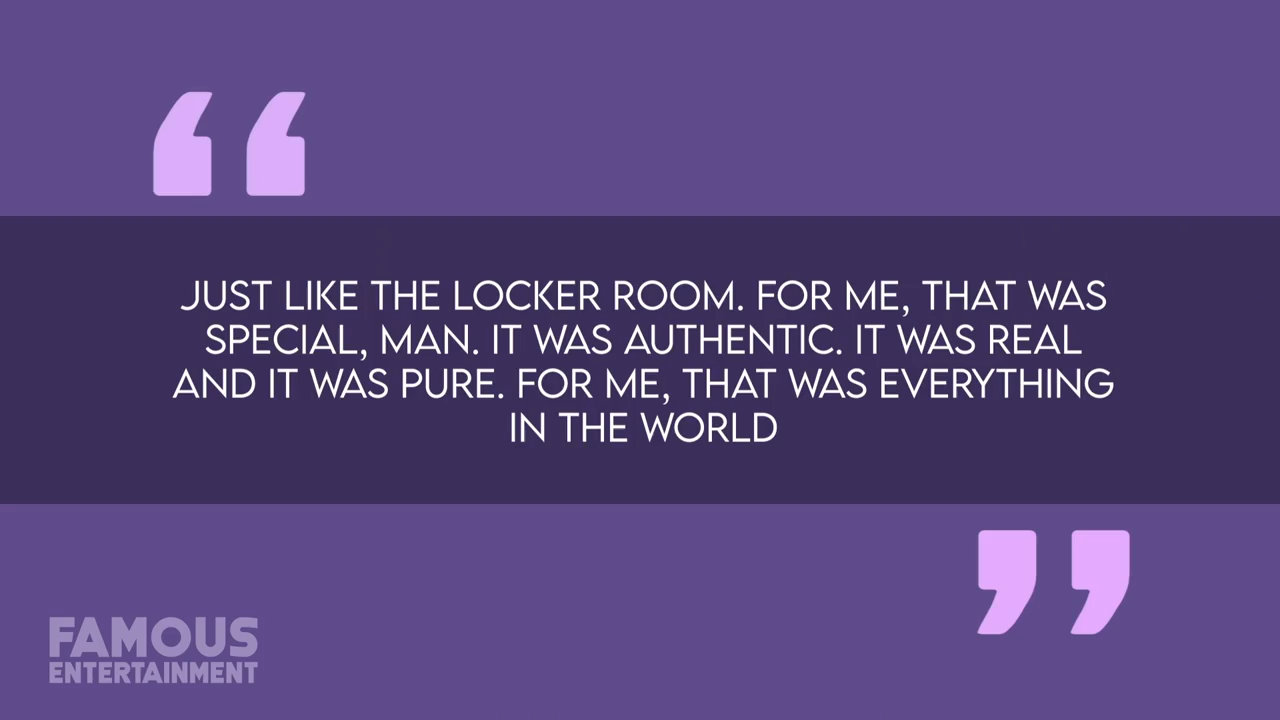 “
JUST LIKE THE LOCKER ROOM. FOR ME, THAT WAS
SPECIAL, MAN. IT WAS AUTHENTIC. IT WAS REAL
AND IT WAS PURE. FOR ME, THAT WAS EVERYTHING
IN THE WORLD
”
FAMOUS
ENTERTAINMENT